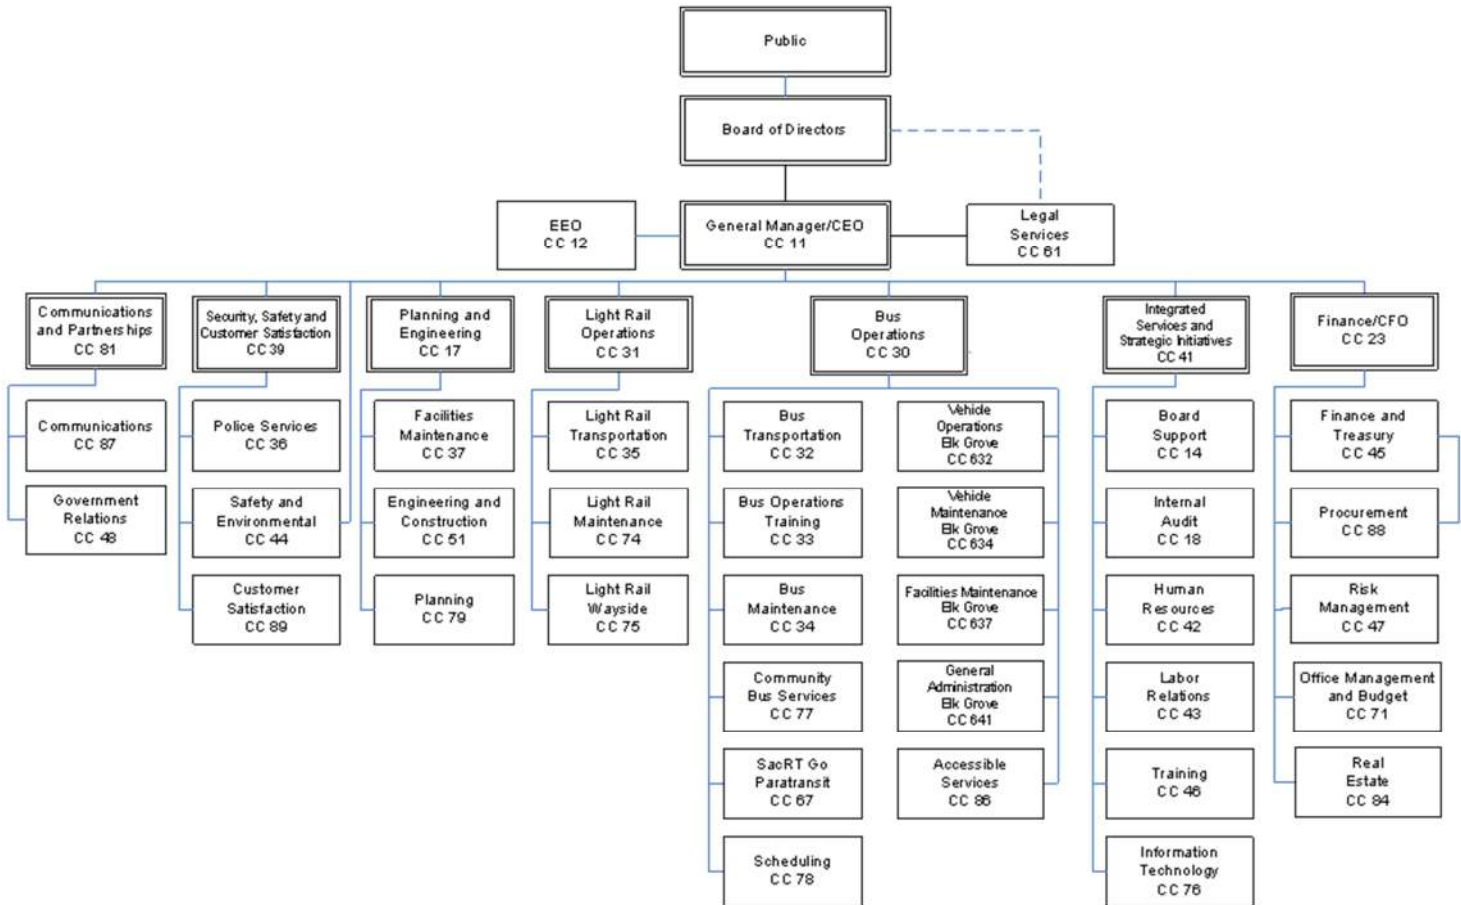 Public
Board of Directors
EEO
CC 12
General Manager/CEO
CC 11
Legal
Services
CC 61
Communications
and Partnerships
CC 81
Security, Safety and
Customer Satisfaction
CC 39
Planning and
Engineering
CC 17
Light Rail
Operations
CC 31
Bus
Operations
CC 30
Integrated
Services and
Strategic Initiatives
CC 41
Finance/CFO
CC 23
Communications
CC 87
Government
Relations
CC 48
Police Services
CC 36
Safety and
Environmental
CC 44
Customer
Satisfaction
CC 89
Facilities
Maintenance
CC 37
Engineering and
Construction
CC 51
Planning
CC 79
Light Rail
Transportation
CC 35
Light Rail
Maintenance
CC 74
Light Rail
Wayside
CC 75
Bus
Transportation
CC 32
Bus Operations
Training
CC 33
Bus
Maintenance
CC 34
Community
Bus Services
CC 77
SacRT Go
Paratransit
CC 67
Scheduling
CC 78
Vehicle
Operations
Elk Grove
CC 632
Vehicle
Maintenance
Elk Grove
CC 634
Facilities Maintenance
Elk Grove
CC 637
General
Administration
Elk Grove
CC 641
Accessible
Services
CC 86
Board
Support
CC 14
Internal
Audit
CC 18
Human
Resources
CC 42
Labor
Relations
CC 43
Training
CC 46
Information
Technology
CC 76
Finance and
Treasury
CC 45
Procurement
CC 88
Risk
Management
CC 47
Office Management
and Budget
CC 71
Real
Estate
CC 84